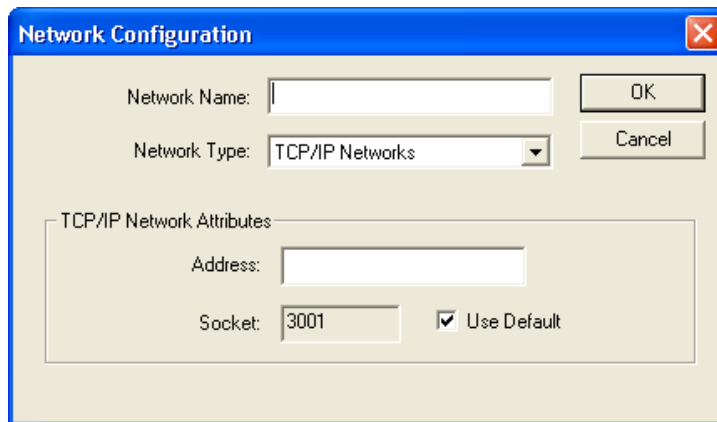 Network Configuration
Network Name:
OK
Network Type: TCP/IP Networks
Cancel
TCP/IP Network Attributes
Address:
Socket: 3001 Use Default